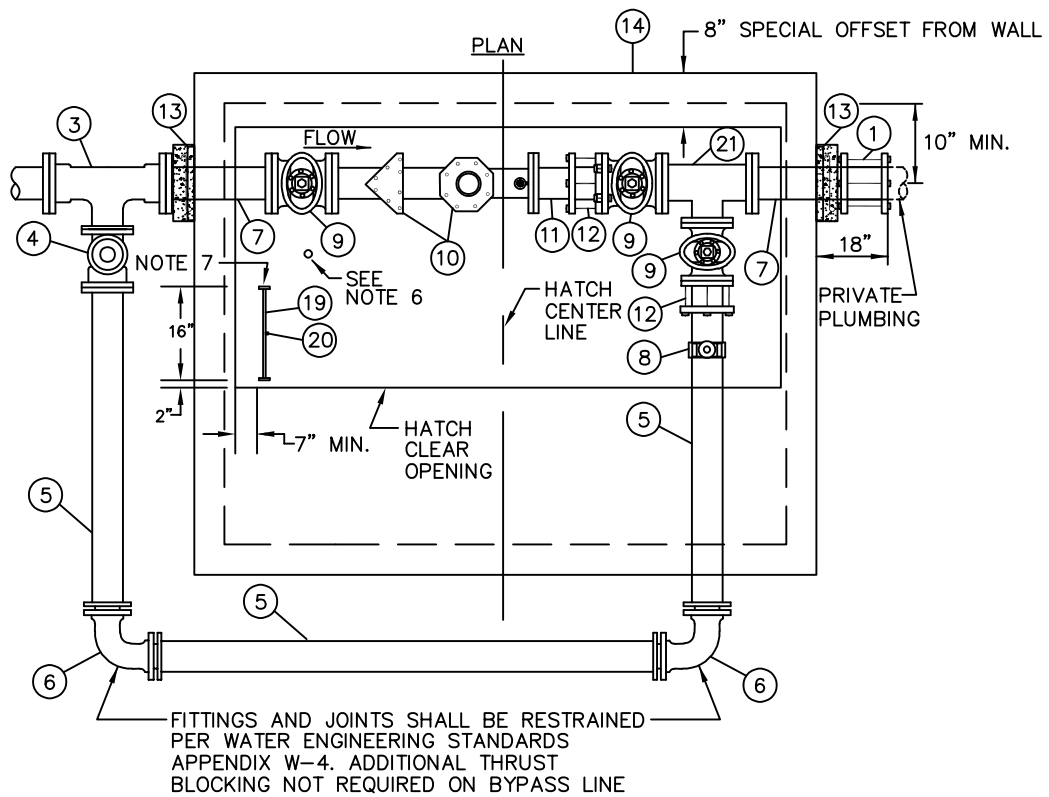 PLAN
14
8” SPECIAL OFFSET FROM WALL
3
13
13
1
10” MIN.
FLOW
21
4
7
9
10
11
12
9
9
7
18”
NOTE 7
SEE
NOTE 6
HATCH
CENTER
LINE
PRIVATE
PLUMBING
19
12
16”
20
8
2”
7” MIN.
HATCH
CLEAR
OPENING
5
5
5
6
6
FITTINGS AND JOINTS SHALL BE RESTRAINED
PER WATER ENGINEERING STANDARDS
APPENDIX W–4. ADDITIONAL THRUST
BLOCKING NOT REQUIRED ON BYPASS LINE